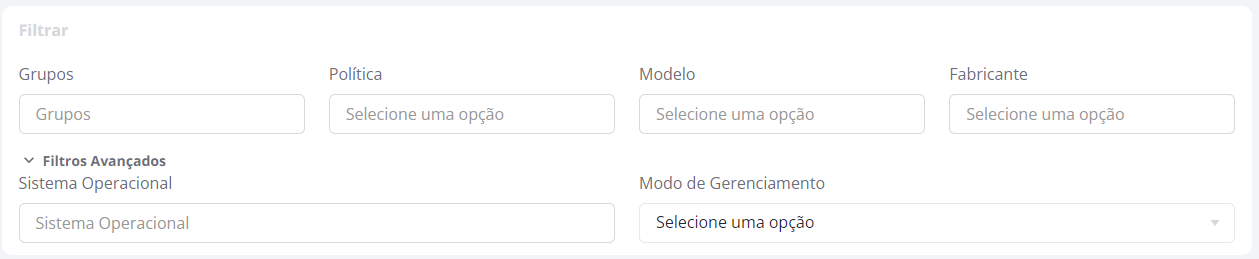 Filtrar
Grupos Política Modelo Fabricante
Grupos Selecione uma opção Selecione uma opção Selecione uma opção
Filtros Avançados
Sistema Operacional Modo de Gerenciamento
Sistema Operacional Selecione uma opção